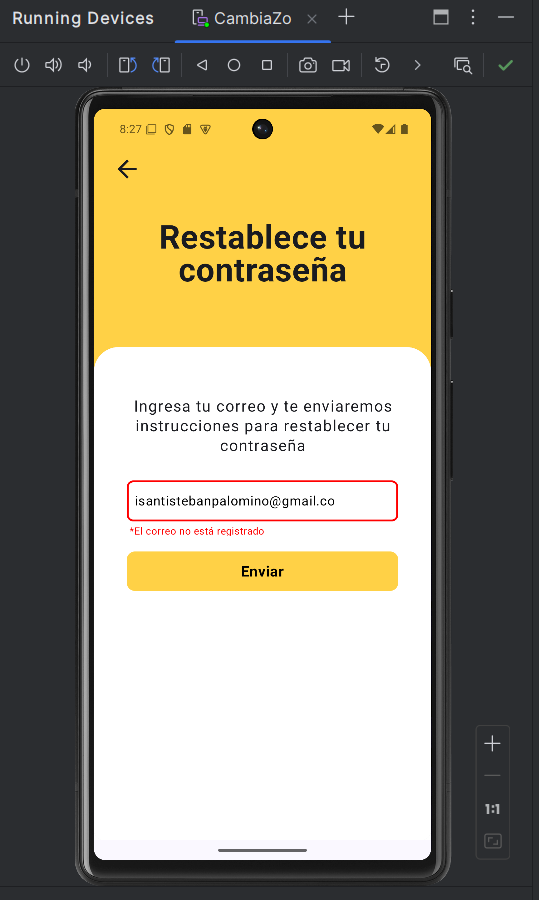 Running Devices
CambiaZo
8:27
Restablece tu
contraseña
Ingresa tu correo y te enviaremos
instrucciones para restablecer tu
contraseña
isantistebanpalomino@gmail.co
*El correo no está registrado
Enviar
1:1